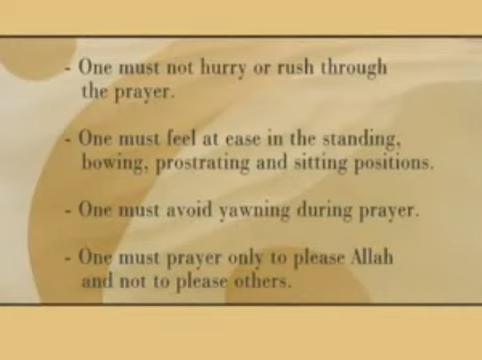 - One must not hurry or rush through
the prayer.
- One must feel at ease in the standing,
bowing, prostrating and sitting positions.
- One must avoid yawning during prayer.
- One must prayer only to please Allah
and not to please others.